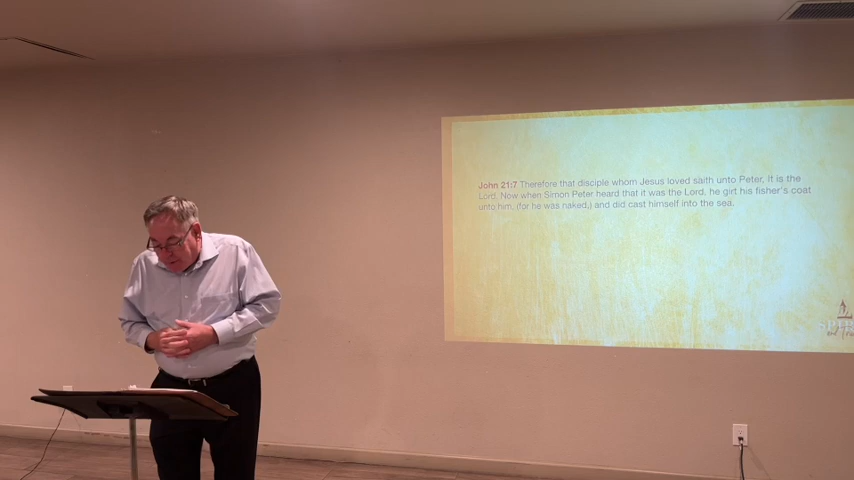 John 21:7 Therefore that disciple whom Jesus loved saith unto Peter, It is the
Lord. Now when Simon Peter heard that it was the Lord, he girt his fisher's coat
unto him, (for he was naked,) and did cast himself into the sea.